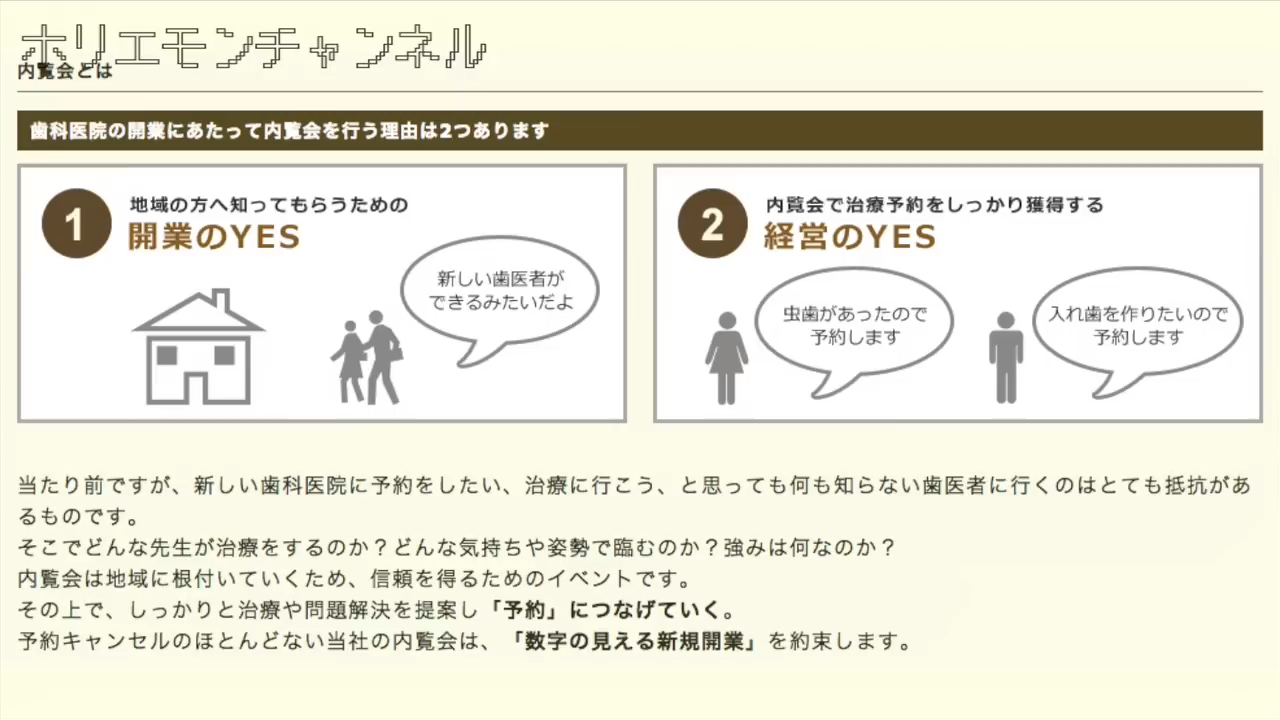 ホリエモンチャンネル
内覧会とは
歯科医院の開業にあたって内覧会を行う理由は2つあります
1
地域の方へ知ってもらうための
開業のYES
新しい歯医者が
できるみたいだよ
2
内覧会で治療予約をしっかり獲得する
経営のYES
虫歯があったので
予約します
入れ歯を作りたいので
予約します
当たり前ですが、新しい歯科医院に予約をしたい、治療に行こう、と思っても何も知らない歯医者に行くのはとても抵抗があ
るものです。
そこでどんな先生が治療をするのか？どんな気持ちや姿勢で臨むのか？強みは何なのか？
内覧会は地域に根付いていくため、信頼を得るためのイベントです。
その上で、しっかりと治療や問題解決を提案し「予約」につなげていく。
予約キャンセルのほとんどない当社の内覧会は、「数字の見える新規開業」を約束します。